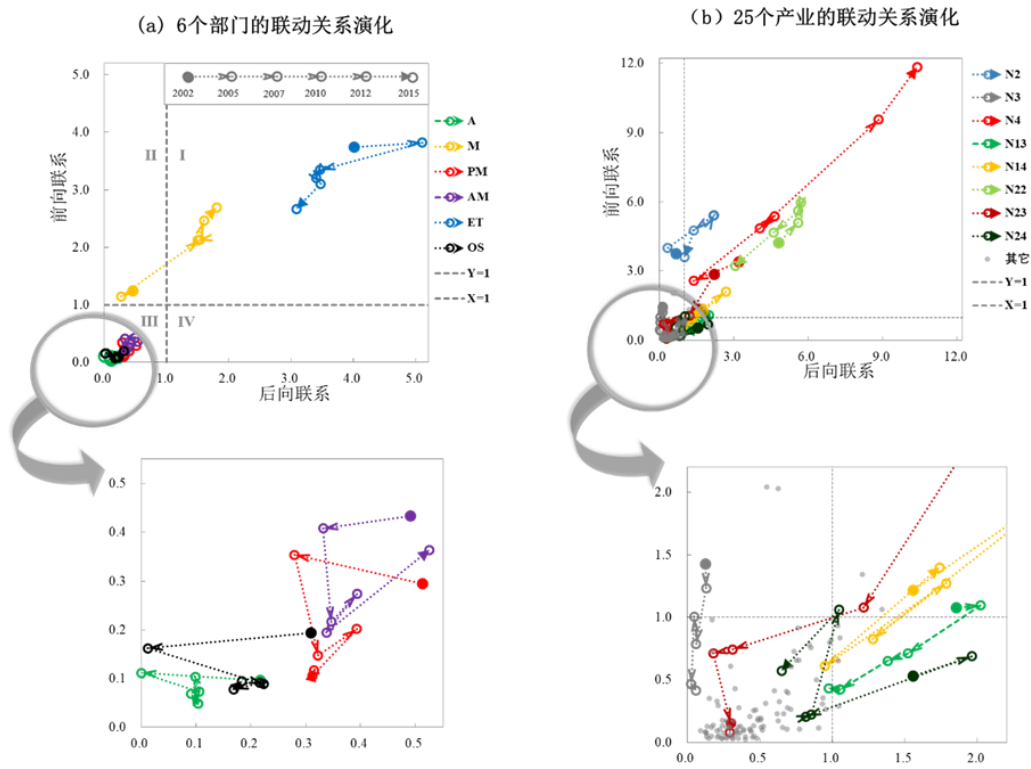 (a) 6个部门的联动关系演化
5.0
4.0
3.0
2.0
1.0
0.0
前向联系
2002 2005 2007 2010 2012 2015
II I
III IV
0.0 1.0 2.0 3.0 4.0 5.0
后向联系
A
M
PM
AM
ET
OS
Y=1
X=1
(b) 25个产业的联动关系演化
12.0
9.0
6.0
3.0
0.0
前向联系
0.0 3.0 6.0 9.0 12.0
后向联系
N2
N3
N4
N13
N14
N22
N23
N24
其它
Y=1
X=1
0.5
0.4
0.3
0.2
0.1
0.0
0.0 0.1 0.2 0.3 0.4 0.5
2.0
1.5
1.0
0.5
0.0
0.0 0.5 1.0 1.5 2.0